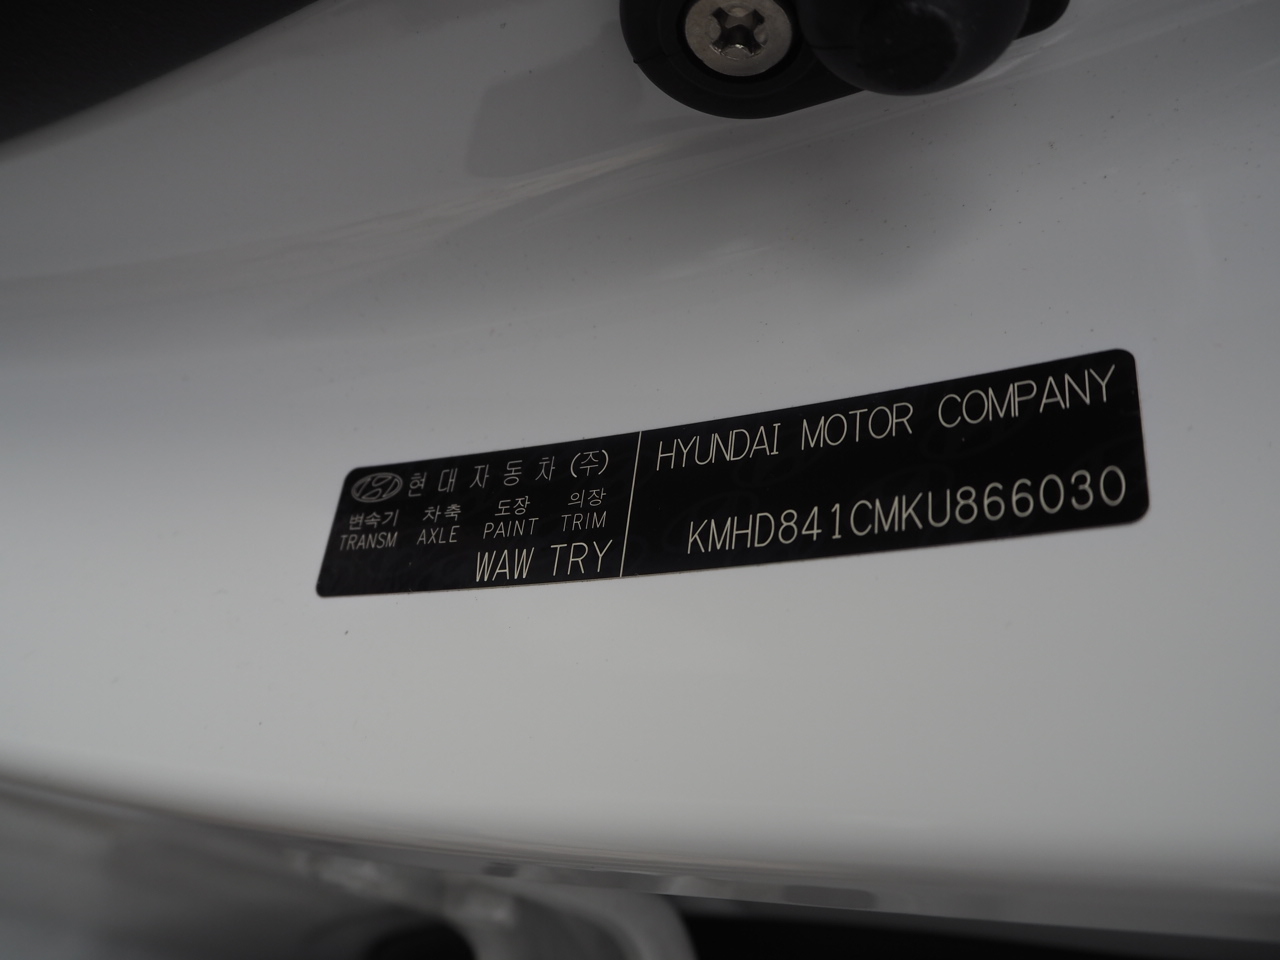 현대자동차(주)
변속기 차축 도장 의장
TRANSM AXLE PAINT TRIM
WAW TRY
HYUNDAI MOTOR COMPANY
KMHD841CMKU866030